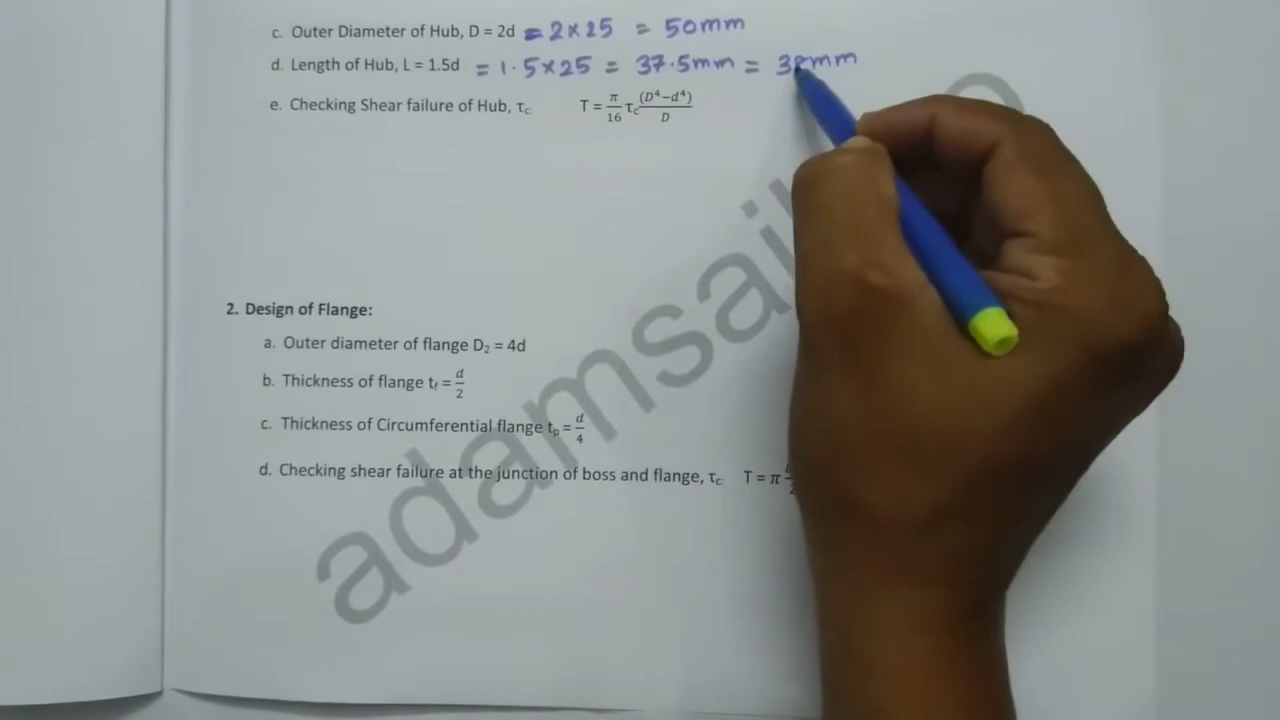 c. Outer Diameter of Hub, D = 2d = 2 × 25 = 50mm
d. Length of Hub, L = 1.5d = 1.5 × 25 = 37.5mm = 38mm
e. Checking Shear failure of Hub, τc T = π/16 τc (D⁴−d⁴)/D
2. Design of Flange:
a. Outer diameter of flange D₂ = 4d
b. Thickness of flange tf = d/2
c. Thickness of Circumferential flange tp = d/4
d. Checking shear failure at the junction of boss and flange, τc T = π